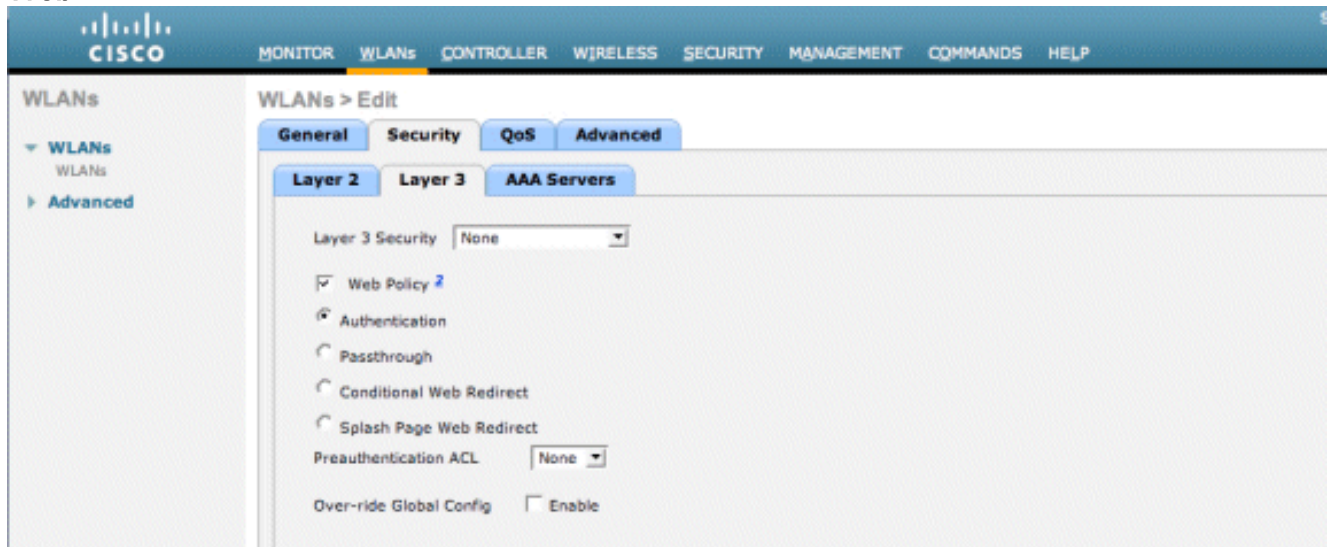 CISCO
MONITOR WLANs CONTROLLER WIRELESS SECURITY MANAGEMENT COMMANDS HELP
WLANs
WLANs
WLANs
Advanced
WLANs > Edit
General Security QoS Advanced
Layer 2 Layer 3 AAA Servers
Layer 3 Security None
Web Policy 2
Authentication
Passthrough
Conditional Web Redirect
Splash Page Web Redirect
Preauthentication ACL None
Over-ride Global Config Enable